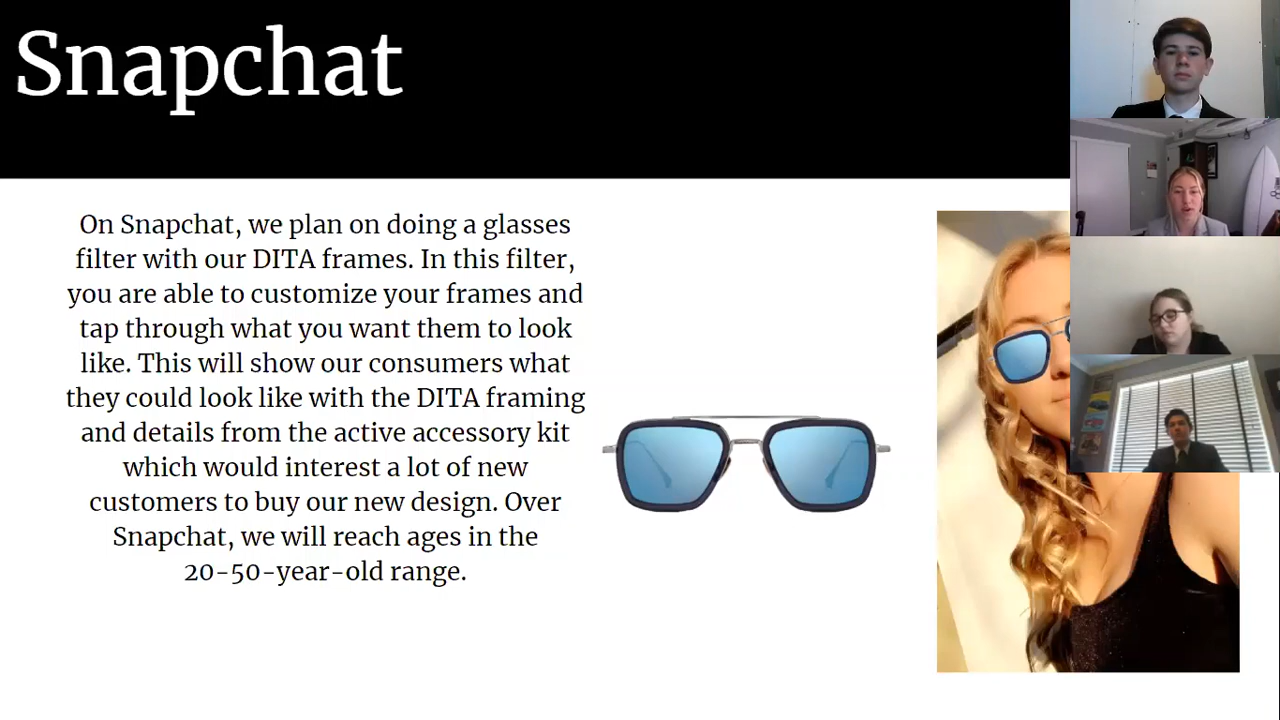 Snapchat
On Snapchat, we plan on doing a glasses
filter with our DITA frames. In this filter,
you are able to customize your frames and
tap through what you want them to look
like. This will show our consumers what
they could look like with the DITA framing
and details from the active accessory kit
which would interest a lot of new
customers to buy our new design. Over
Snapchat, we will reach ages in the
20-50-year-old range.